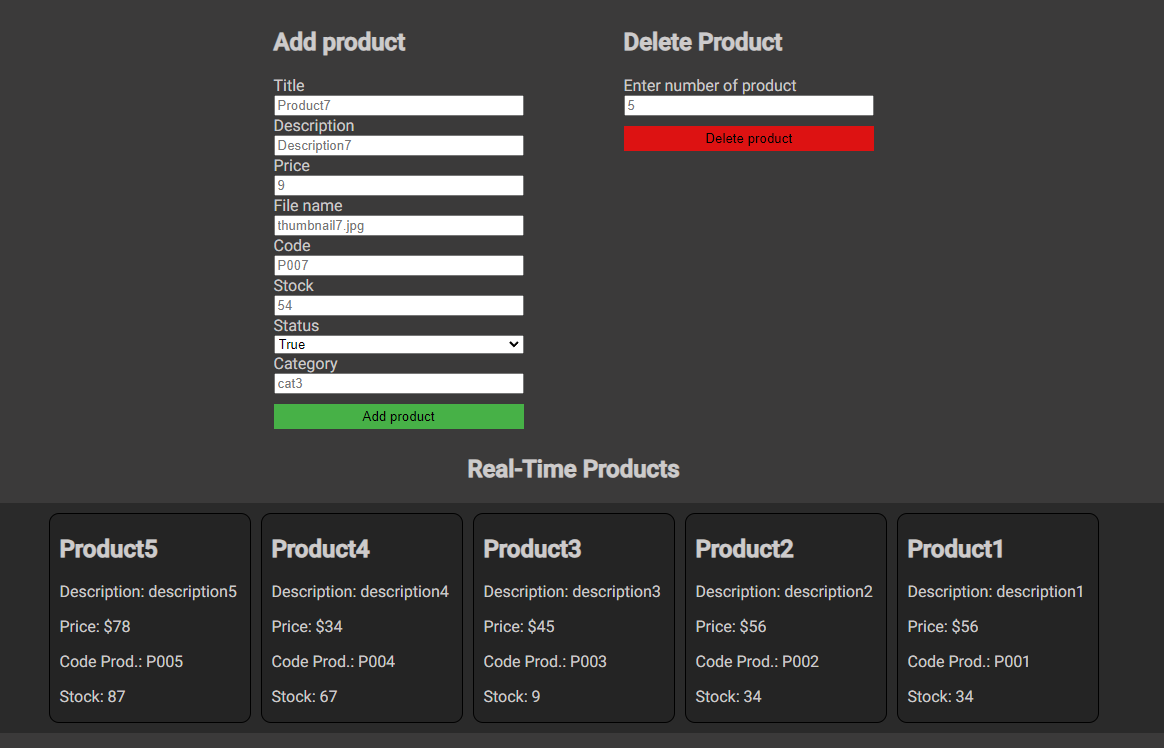 Add product
Title
Product7
Description
Description7
Price
9
File name
thumbnail7.jpg
Code
P007
Stock
54
Status
True
Category
cat3
Add product
Delete Product
Enter number of product
5
Delete product
Real-Time Products
Product5
Description: description5
Price: $78
Code Prod.: P005
Stock: 87
Product4
Description: description4
Price: $34
Code Prod.: P004
Stock: 67
Product3
Description: description3
Price: $45
Code Prod.: P003
Stock: 9
Product2
Description: description2
Price: $56
Code Prod.: P002
Stock: 34
Product1
Description: description1
Price: $56
Code Prod.: P001
Stock: 34